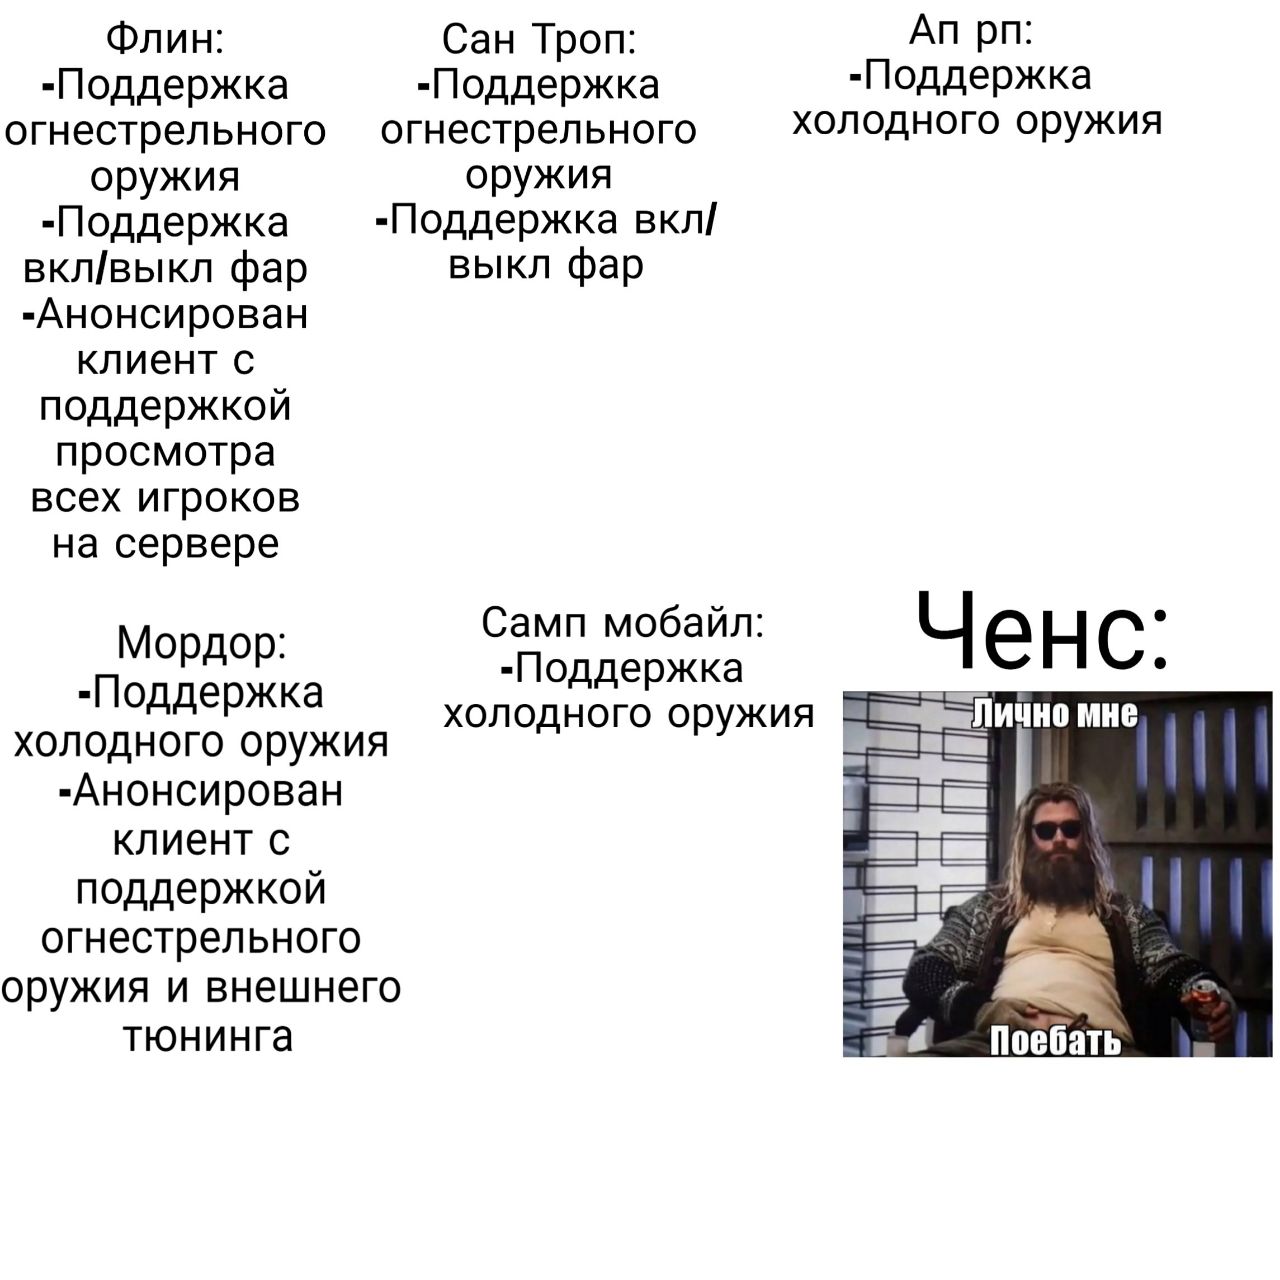 Флин:
-Поддержка
огнестрельного
оружия
-Поддержка
вкл/выкл фар
-Анонсирован
клиент с
поддержкой
просмотра
всех игроков
на сервере
Сан Троп:
-Поддержка
огнестрельного
оружия
-Поддержка вкл/
выкл фар
Ап рп:
-Поддержка
холодного оружия
Мордор:
-Поддержка
холодного оружия
-Анонсирован
клиент с
поддержкой
огнестрельного
оружия и внешнего
тюнинга
Самп мобайл:
-Поддержка
холодного оружия
Ченс:
Лично мне
Поебать